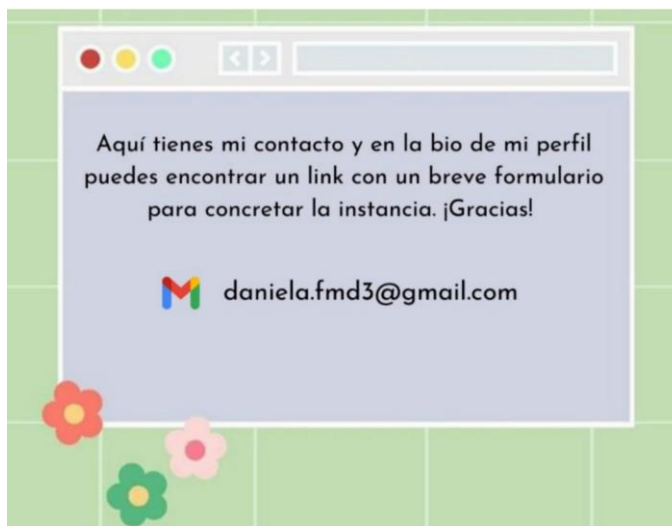 Aquí tienes mi contacto y en la bio de mi perfil
puedes encontrar un link con un breve formulario
para concretar la instancia. ¡Gracias!
daniela.fmd3@gmail.com